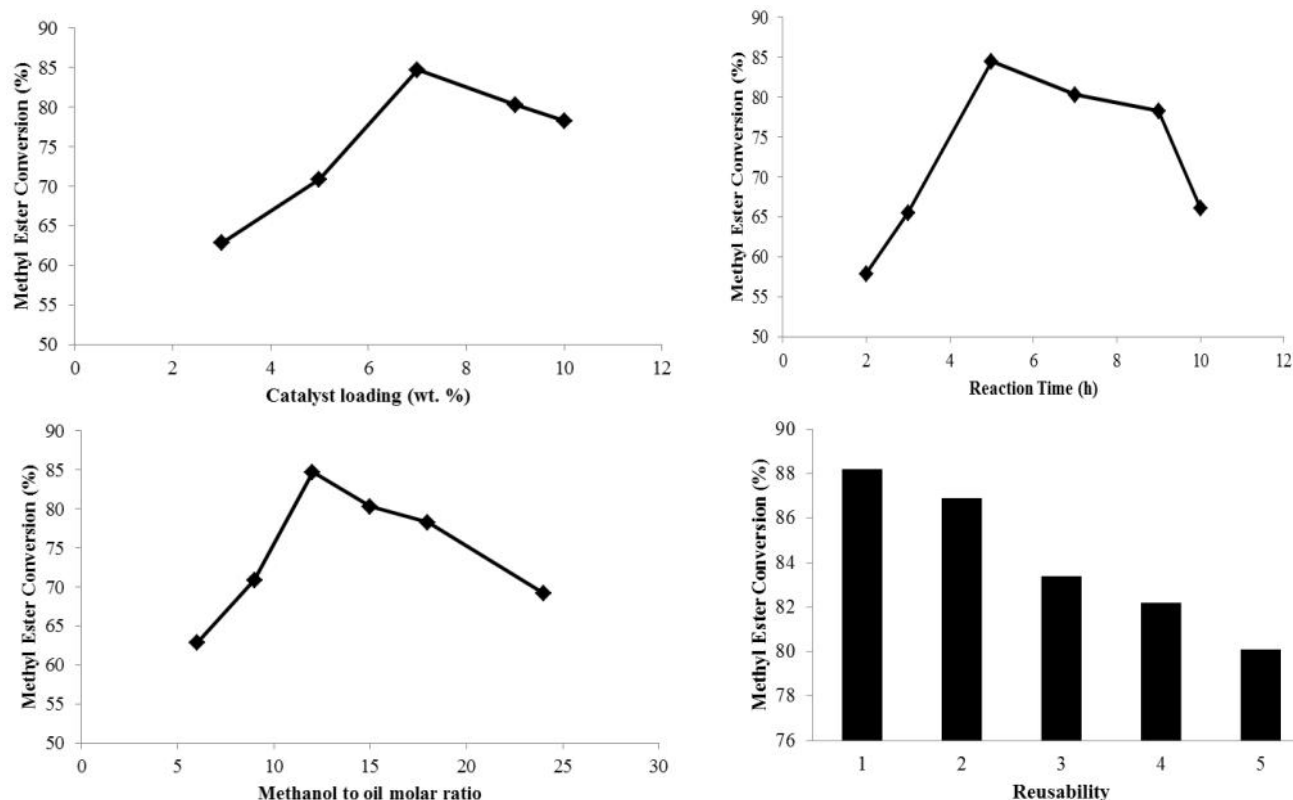 Methyl Ester Conversion (%)
90
85
80
75
70
65
60
55
50
0 2 4 6 8 10 12
Catalyst loading (wt. %)
Methyl Ester Conversion (%)
90
85
80
75
70
65
60
55
50
0 2 4 6 8 10 12
Reaction Time (h)
Methyl Ester Conversion (%)
90
85
80
75
70
65
60
55
50
0 5 10 15 20 25 30
Methanol to oil molar ratio
Methyl Ester Conversion (%)
90
88
86
84
82
80
78
76
1 2 3 4 5
Reusability